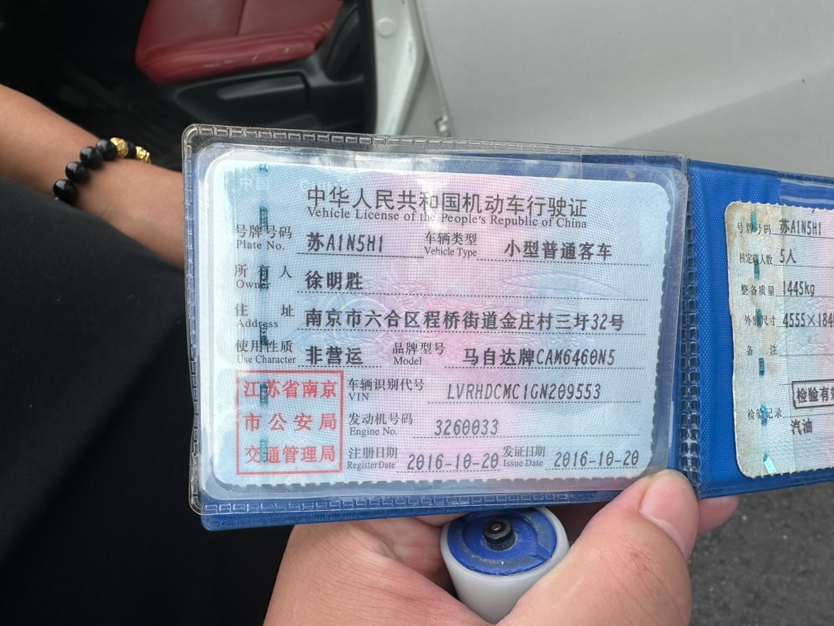 中华人民共和国机动车行驶证
Vehicle License of the People's Republic of China
号牌号码 苏A1N5H1 车辆类型 小型普通客车
Plate No. Vehicle Type
所有人 徐明胜
Owner
住址 南京市六合区程桥街道金庄村三圩32号
Address
使用性质 非营运 品牌型号 马自达牌CAM6460N5
Use Character Model
江苏省南京
市公安局
交通管理局
车辆识别代号 LVRHDCMC1GN209553
VIN
发动机号码 3260033
Engine No.
注册日期 2016-10-20 发证日期 2016-10-20
Register Date Issue Date
号牌号码 苏A1N5H1
核定载人数 5人
整备质量 1445kg
外廓尺寸 4555×184
备注
检验有
检验记录
汽油